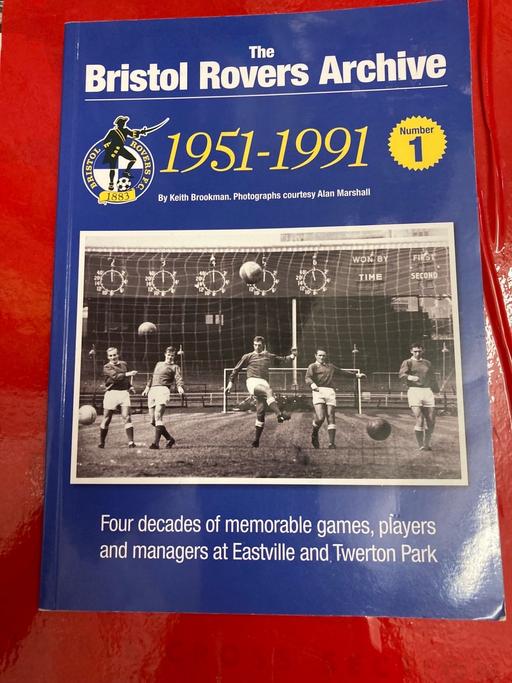 The
Bristol Rovers Archive
BRISTOL ROVERS F.C.
1883
1951-1991
Number
1
By Keith Brookman. Photographs courtesy Alan Marshall
WON BY
FIRST
TIME
SECOND
Four decades of memorable games, players
and managers at Eastville and Twerton Park